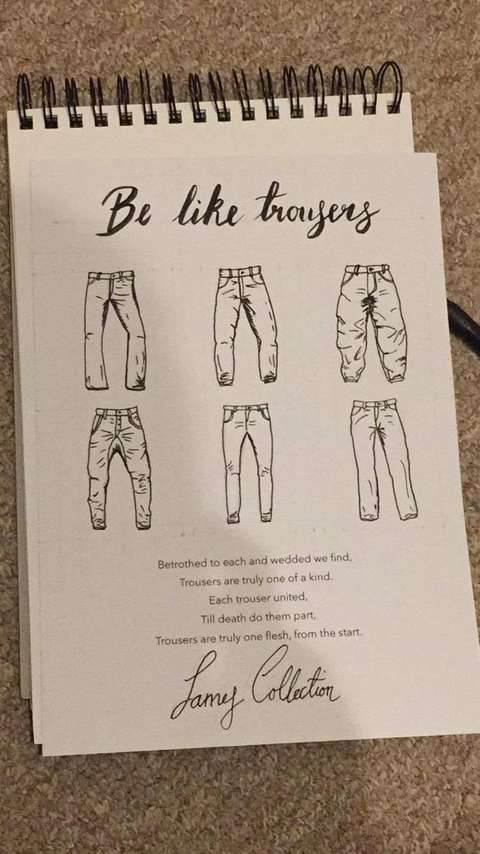 Be like trousers
Betrothed to each and wedded we find,
Trousers are truly one of a kind.
Each trouser united,
Till death do them part,
Trousers are truly one flesh, from the start.
Collection